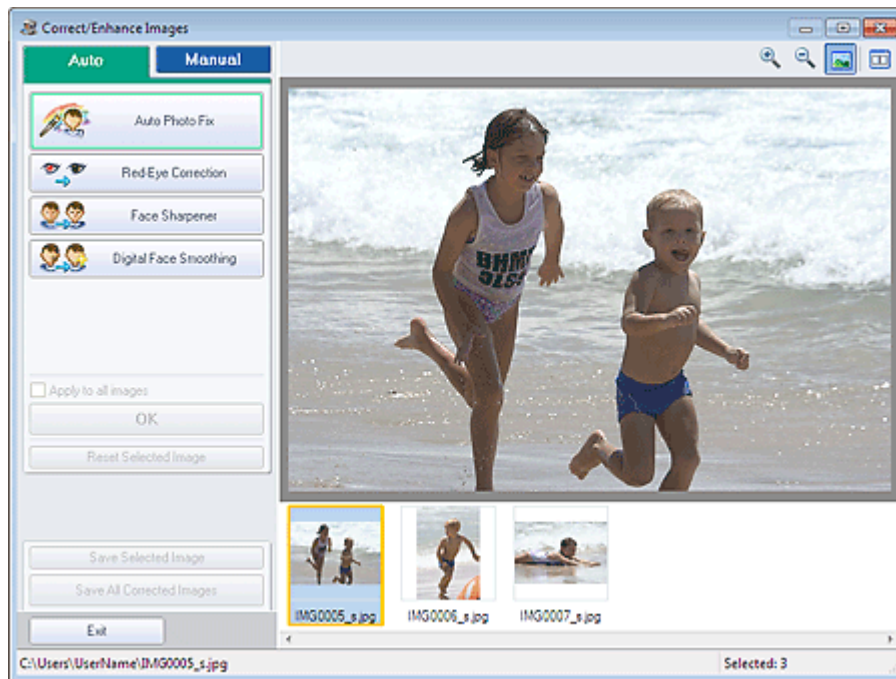 Correct/Enhance Images
Auto
Manual
Auto Photo Fix
Red-Eye Correction
Face Sharpener
Digital Face Smoothing
Apply to all images
OK
Reset Selected Image
Save Selected Image
Save All Corrected Images
Exit
BHMF
IMG0005_s.jpg
IMG0006_s.jpg
IMG0007_s.jpg
C:\Users\UserName\IMG0005_s.jpg
Selected: 3